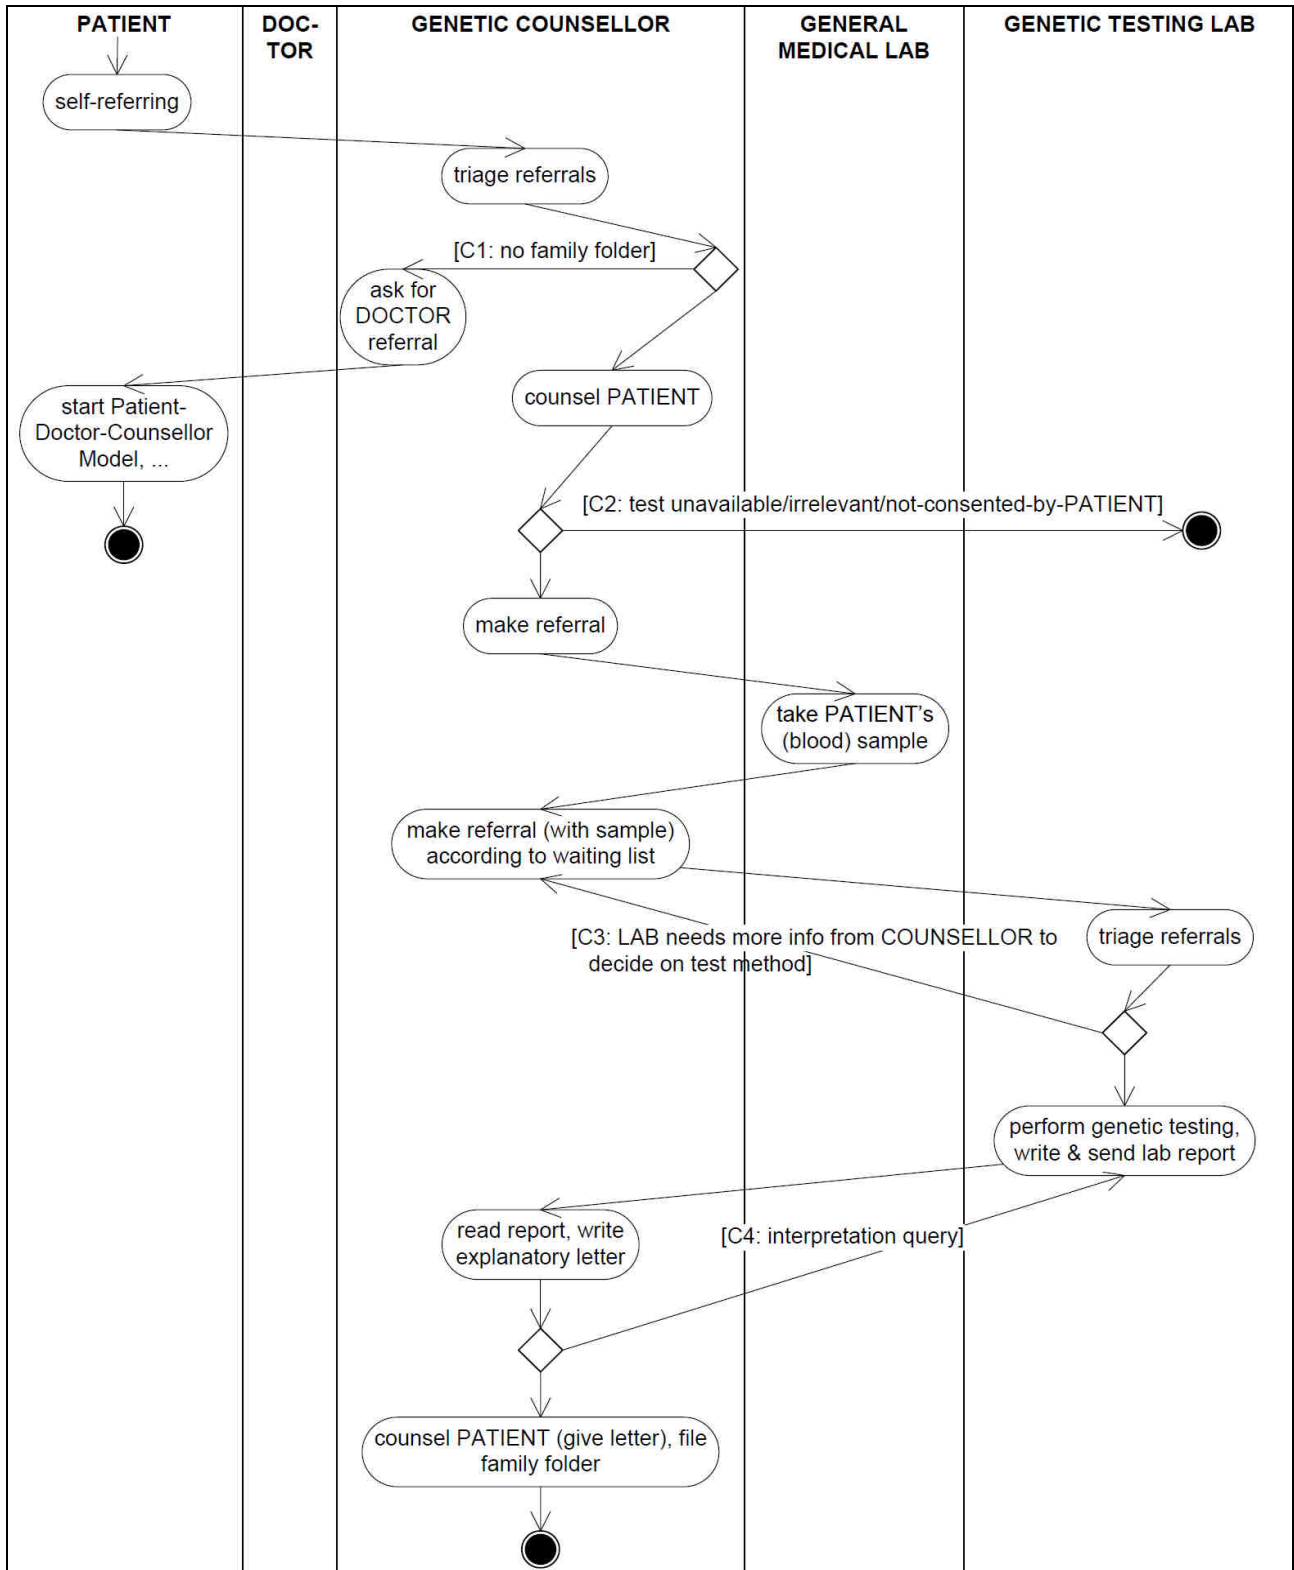 PATIENT
DOC-
TOR
GENETIC COUNSELLOR
GENERAL
MEDICAL LAB
GENETIC TESTING LAB
self-referring
triage referrals
[C1: no family folder]
ask for
DOCTOR
referral
start Patient-
Doctor-Counsellor
Model, ...
counsel PATIENT
[C2: test unavailable/irrelevant/not-consented-by-PATIENT]
make referral
take PATIENT's
(blood) sample
make referral (with sample)
according to waiting list
[C3: LAB needs more info from COUNSELLOR to
decide on test method]
triage referrals
perform genetic testing,
write & send lab report
read report, write
explanatory letter
[C4: interpretation query]
counsel PATIENT (give letter), file
family folder